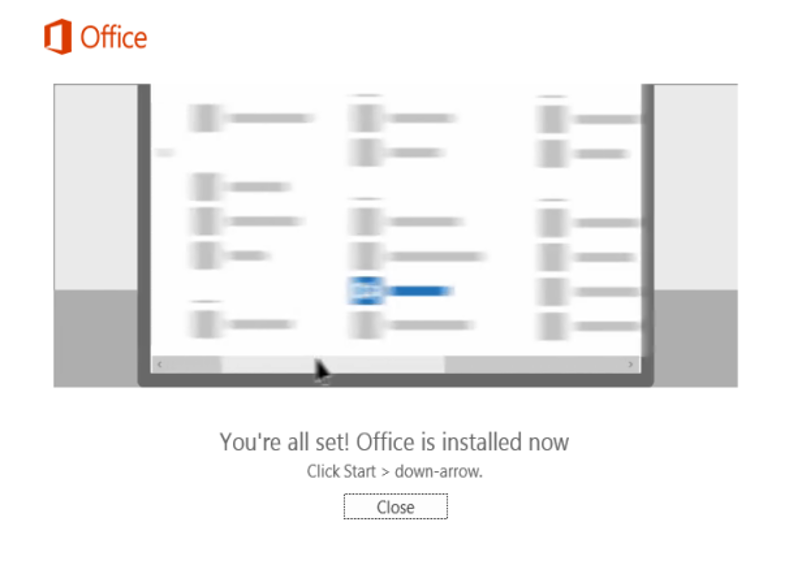 Office
You're all set! Office is installed now
Click Start > down-arrow.
Close